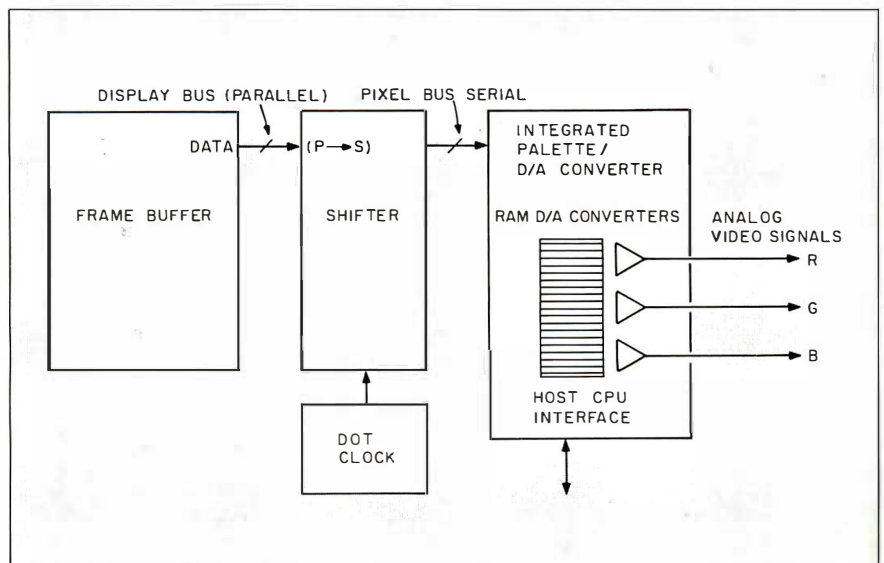 DISPLAY BUS (PARALLEL)
PIXEL BUS SERIAL
DATA
(P→S)
INTEGRATED
PALETTE/
D/A CONVERTER
FRAME BUFFER
SHIFTER
RAM D/A CONVERTERS
ANALOG
VIDEO SIGNALS
R
G
B
HOST CPU
INTERFACE
DOT
CLOCK